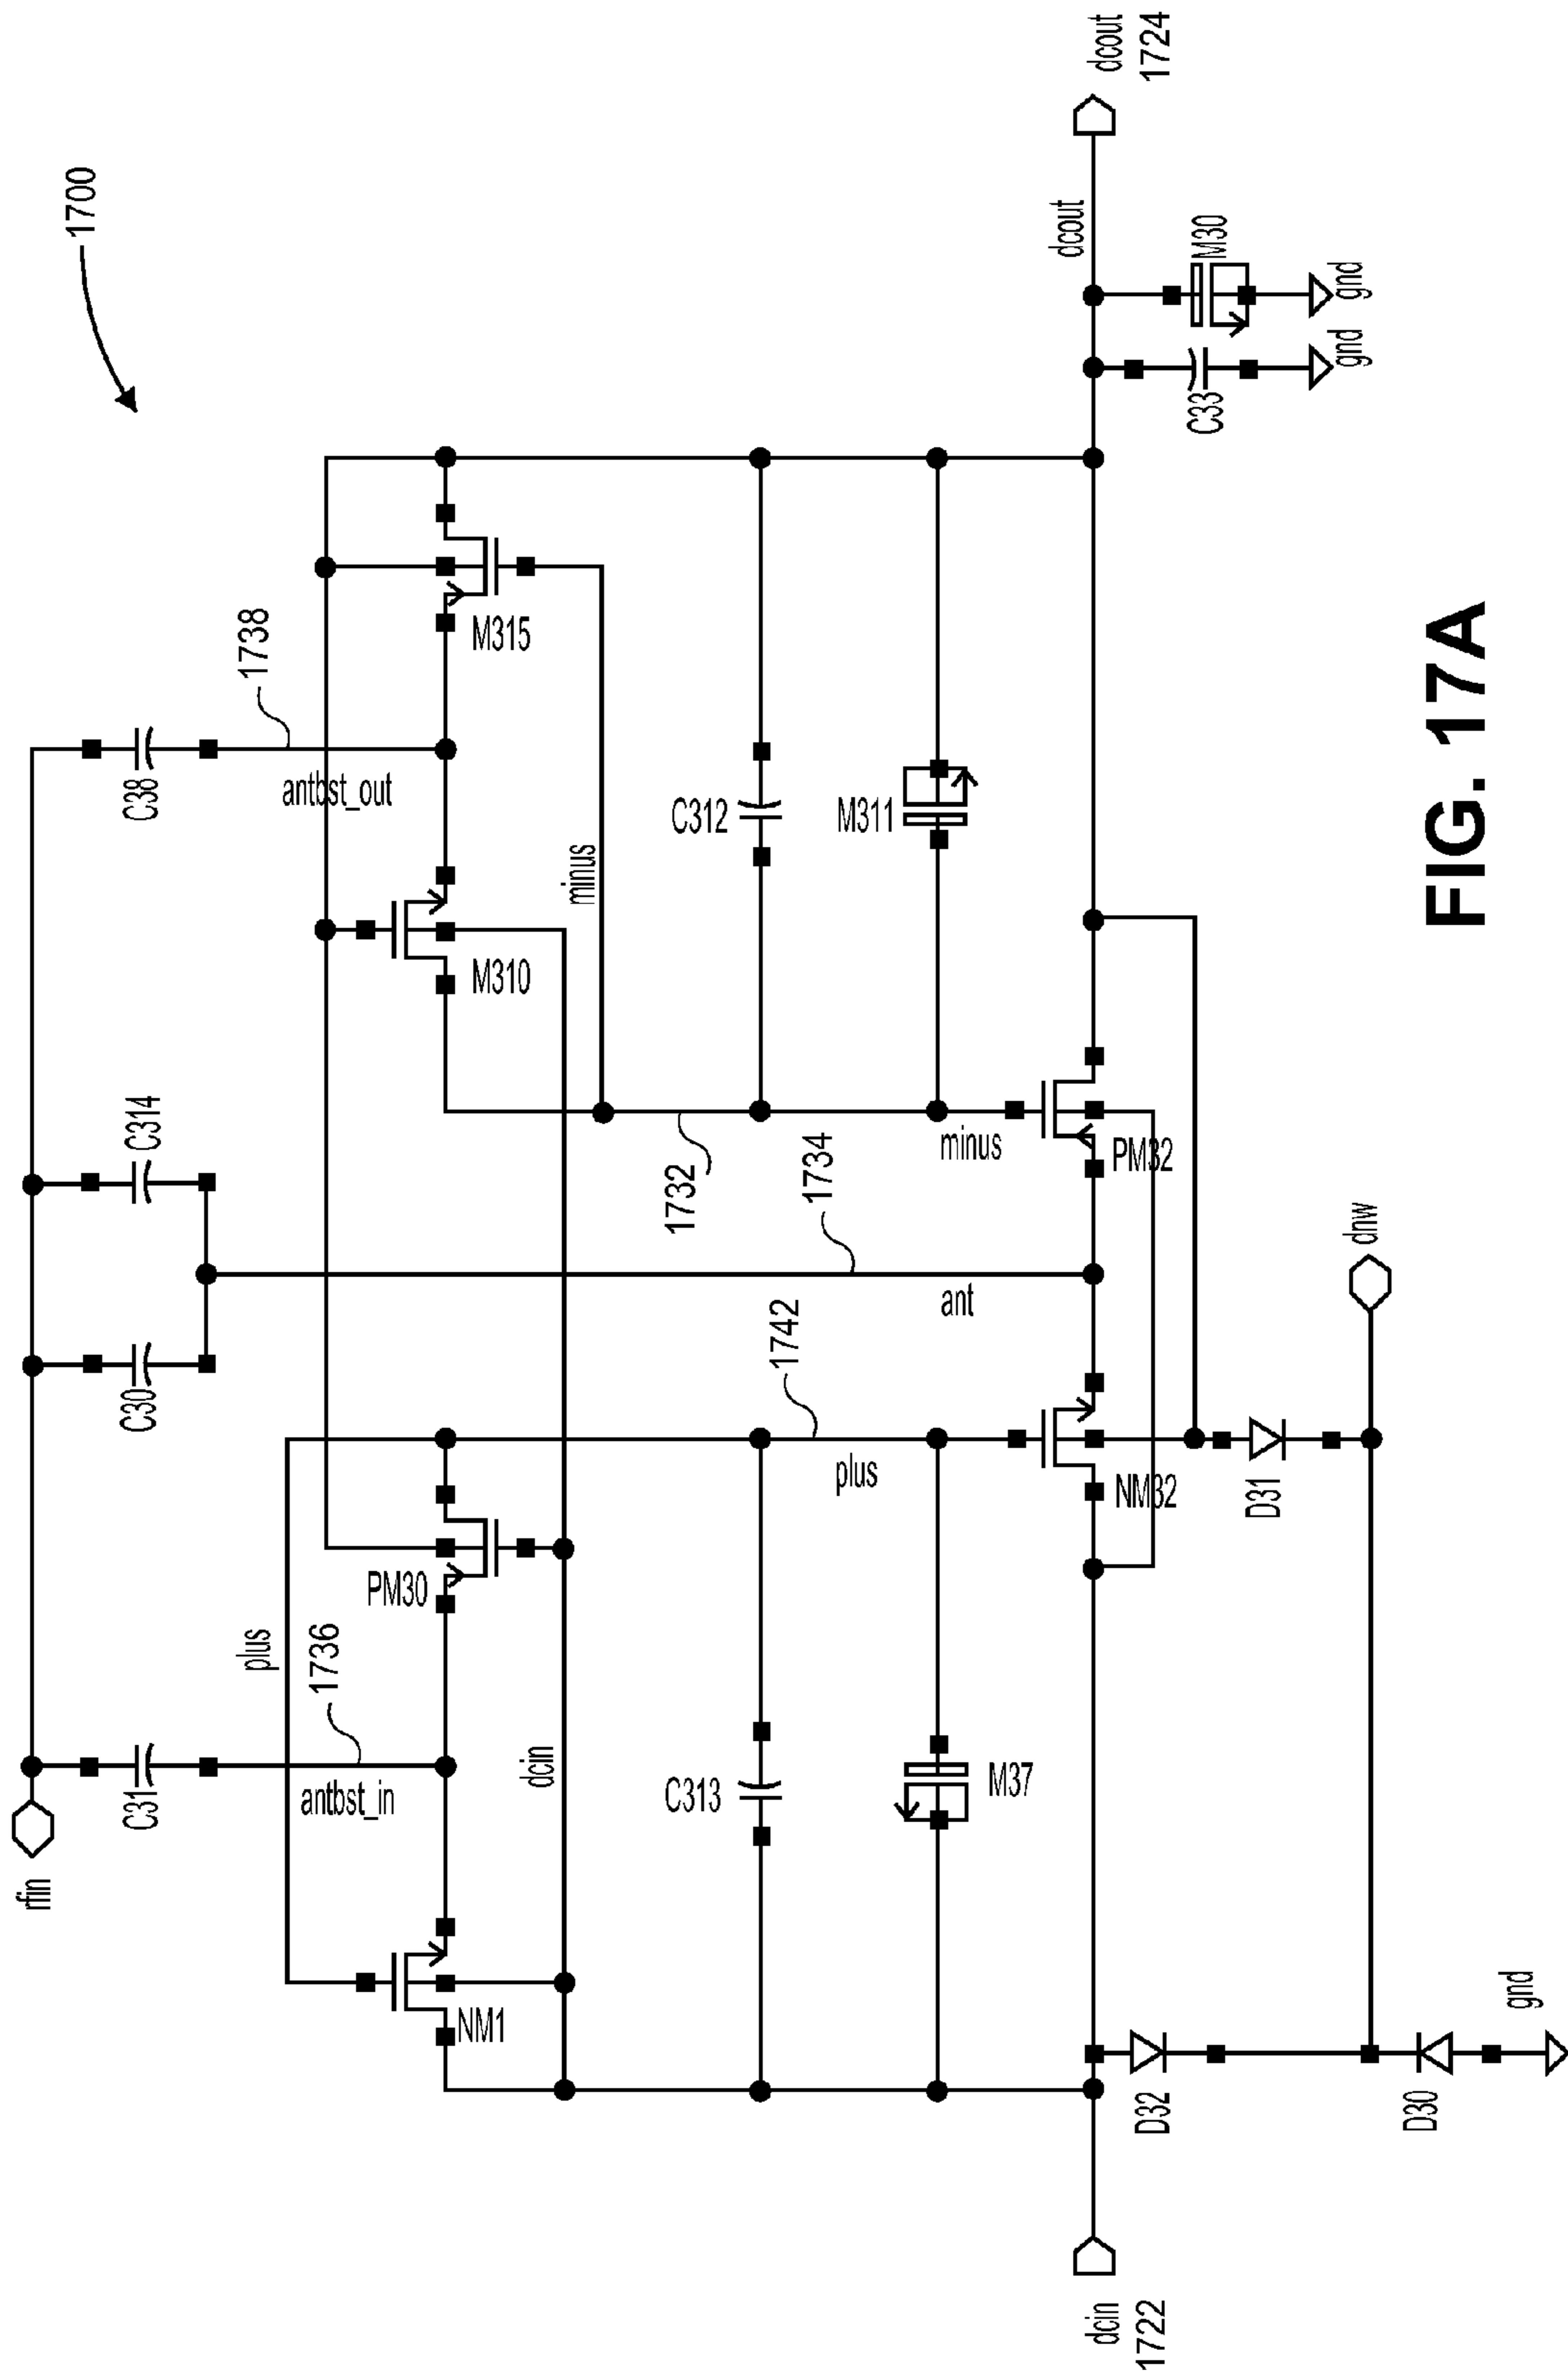 1700
rfin
C31
C30
C314
C38
1738
antbst_out
plus
1736
antbst_in
NM1
PM30
M310
M315
dcin
minus
C313
C312
M37
M311
1742
plus
1732
1734
ant
minus
NM32
PM32
dcin
1722
dcout
dcout
1724
C33
M30
gnd
gnd
D32
D31
D30
dnw
gnd
FIG. 17A